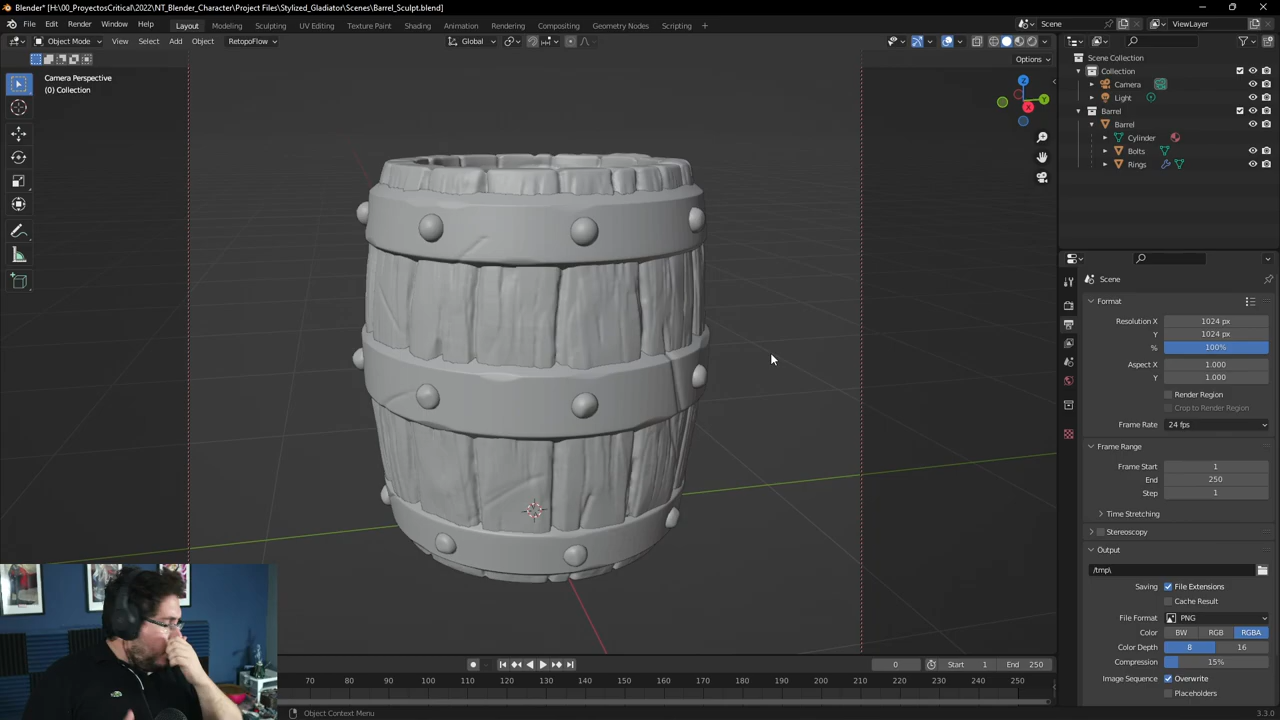 Blender* [H:\00_ProyectosCritical\2022\NT_Blender_Character\Project Files\Stylized_Gladiator\Scenes\Barrel_Sculpt.blend]
File Edit Render Window Help Layout Modeling Sculpting UV Editing Texture Paint Shading Animation Rendering Compositing Geometry Nodes Scripting + Scene ViewLayer
Object Mode View Select Add Object RetopoFlow Global
Options
Camera Perspective
(0) Collection
Z
Y
X
Scene Collection
Collection
Camera
Light
Barrel
Barrel
Cylinder
Bolts
Rings
Scene
Format
Resolution X 1024 px
Y 1024 px
% 100%
Aspect X 1.000
Y 1.000
Render Region
Crop to Render Region
Frame Rate 24 fps
Frame Range
Frame Start 1
End 250
Step 1
Time Stretching
Stereoscopy
Output
/tmp\
Saving File Extensions
Cache Result
File Format PNG
Color BW RGB RGBA
Color Depth 8 16
Compression 15%
Image Sequence Overwrite
Placeholders
0 Start 1 End 250
70 80 90 100 110 120 130 140 150 160 170 180 190 200 210 220 230 240 250
Object Context Menu
3.3.0